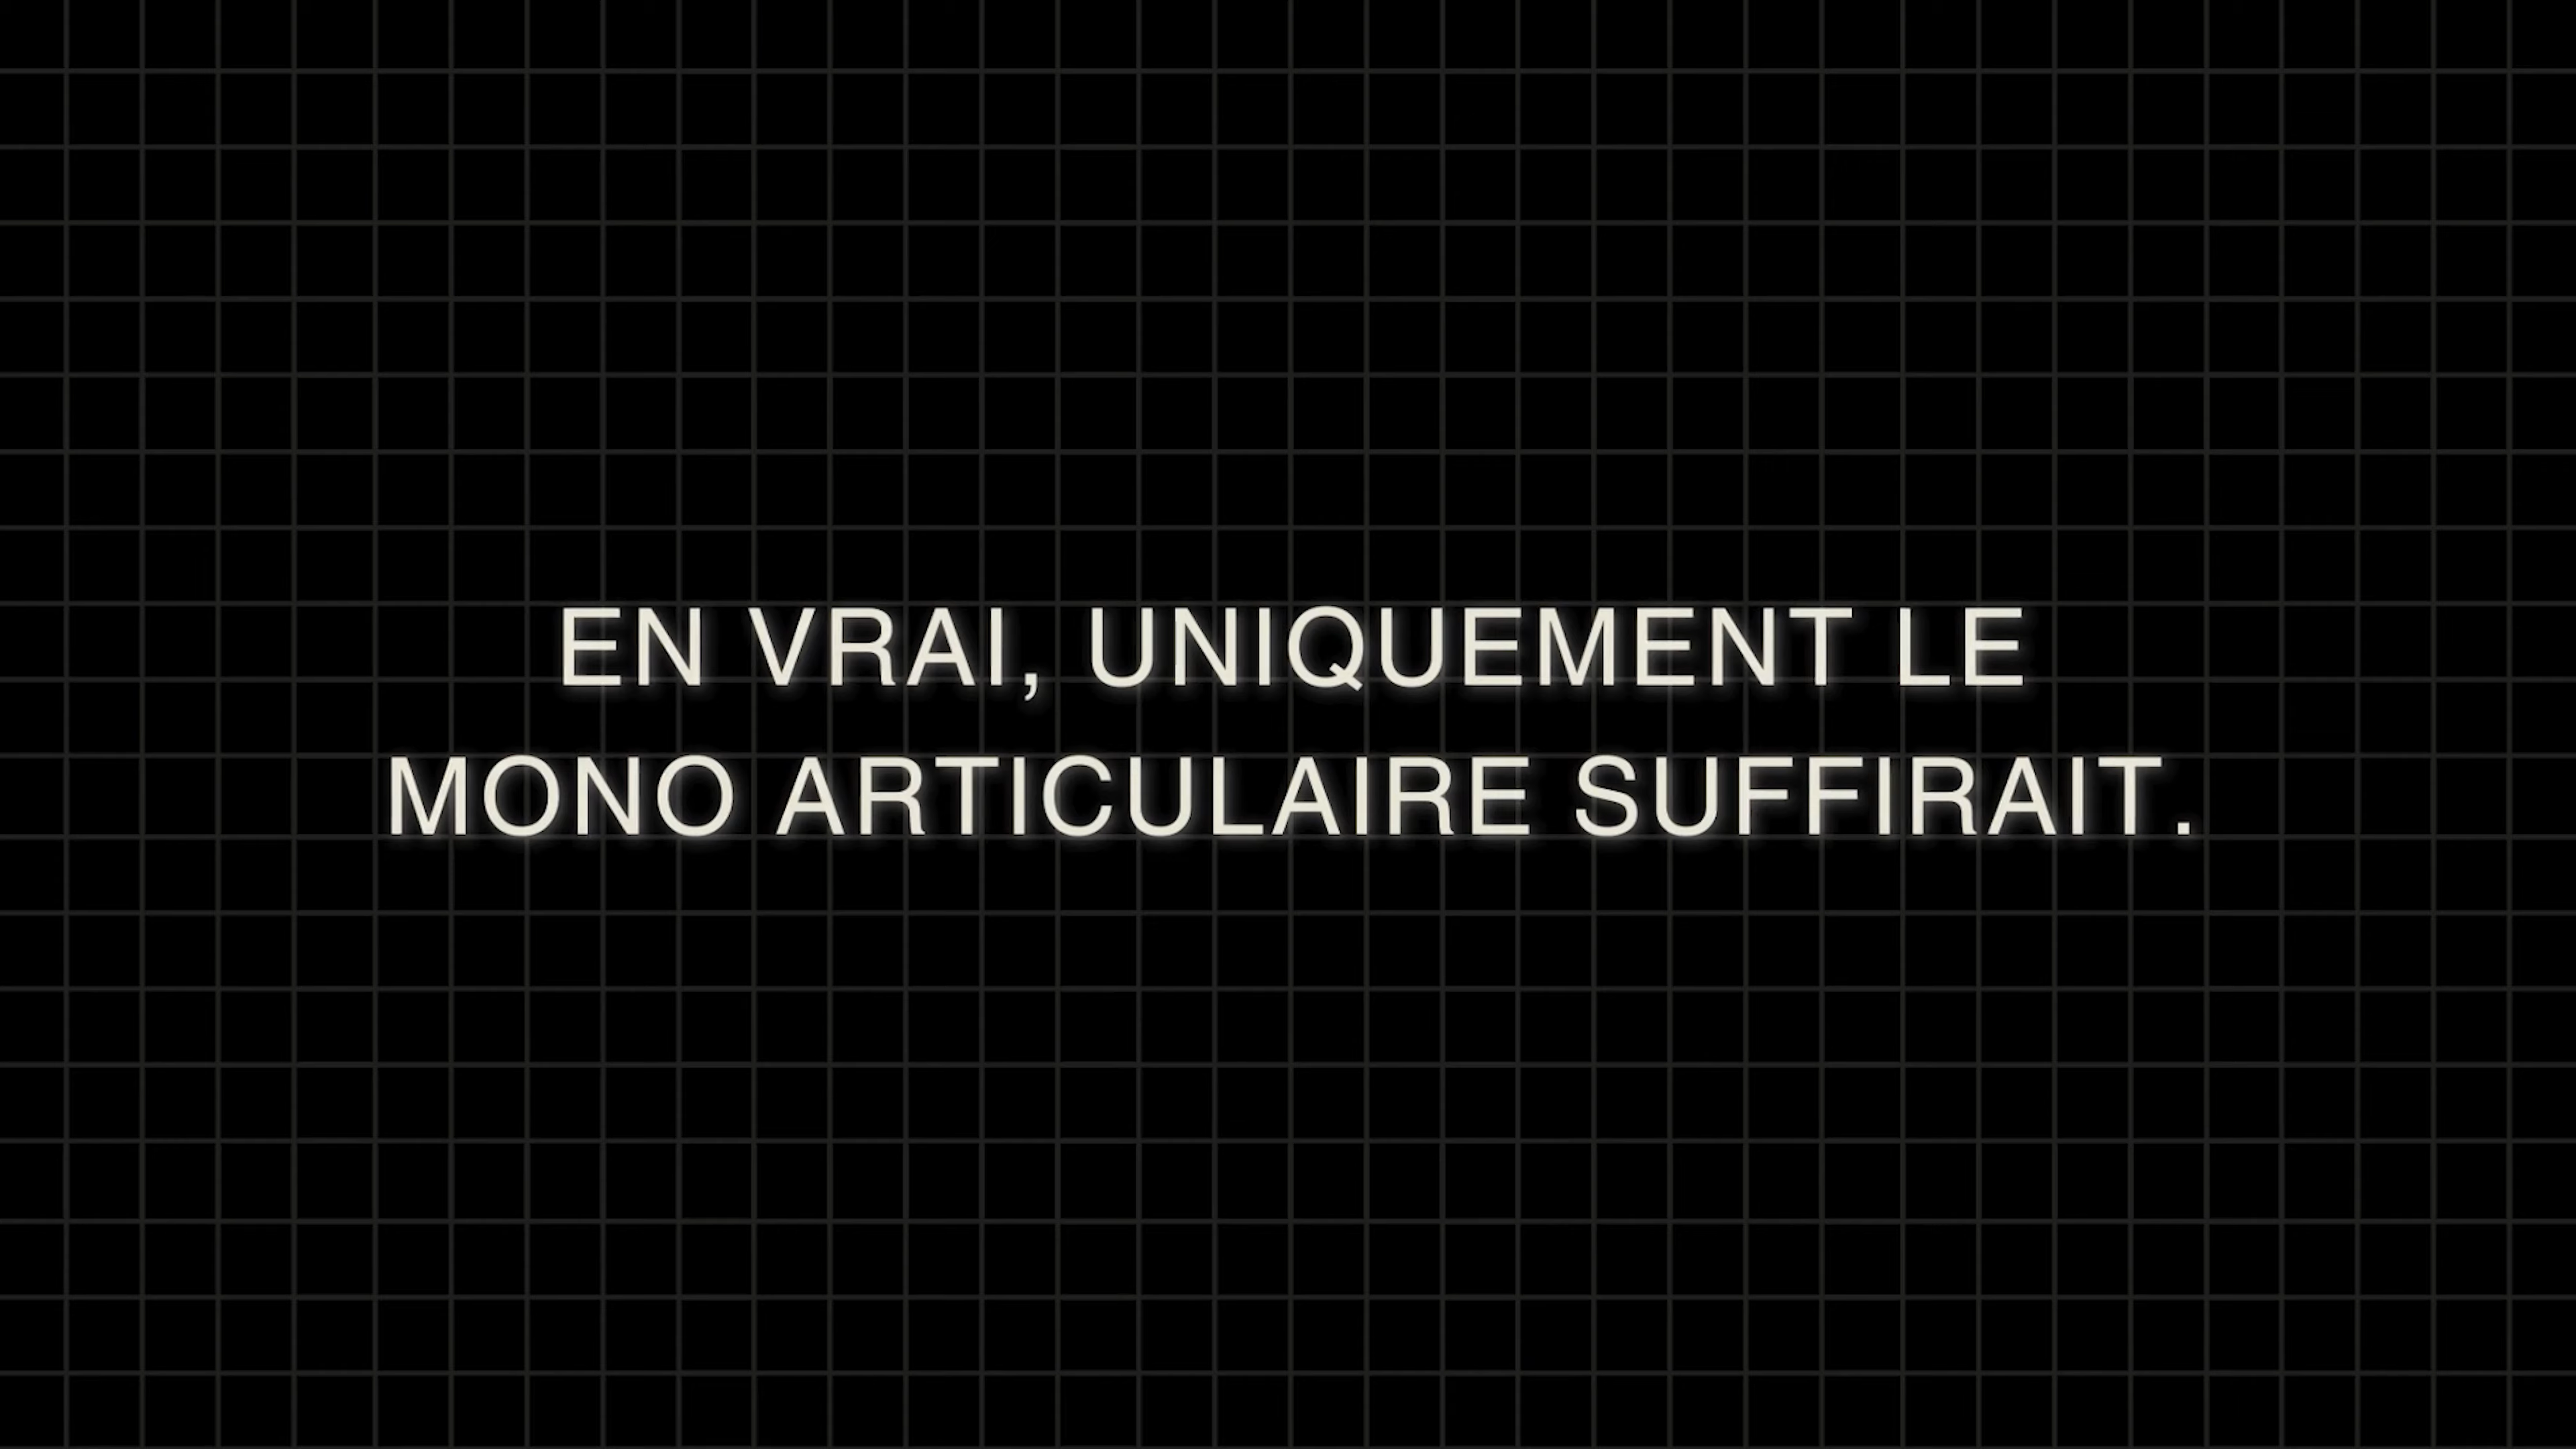 EN VRAI, UNIQUEMENT LE
MONO ARTICULAIRE SUFFIRAIT.